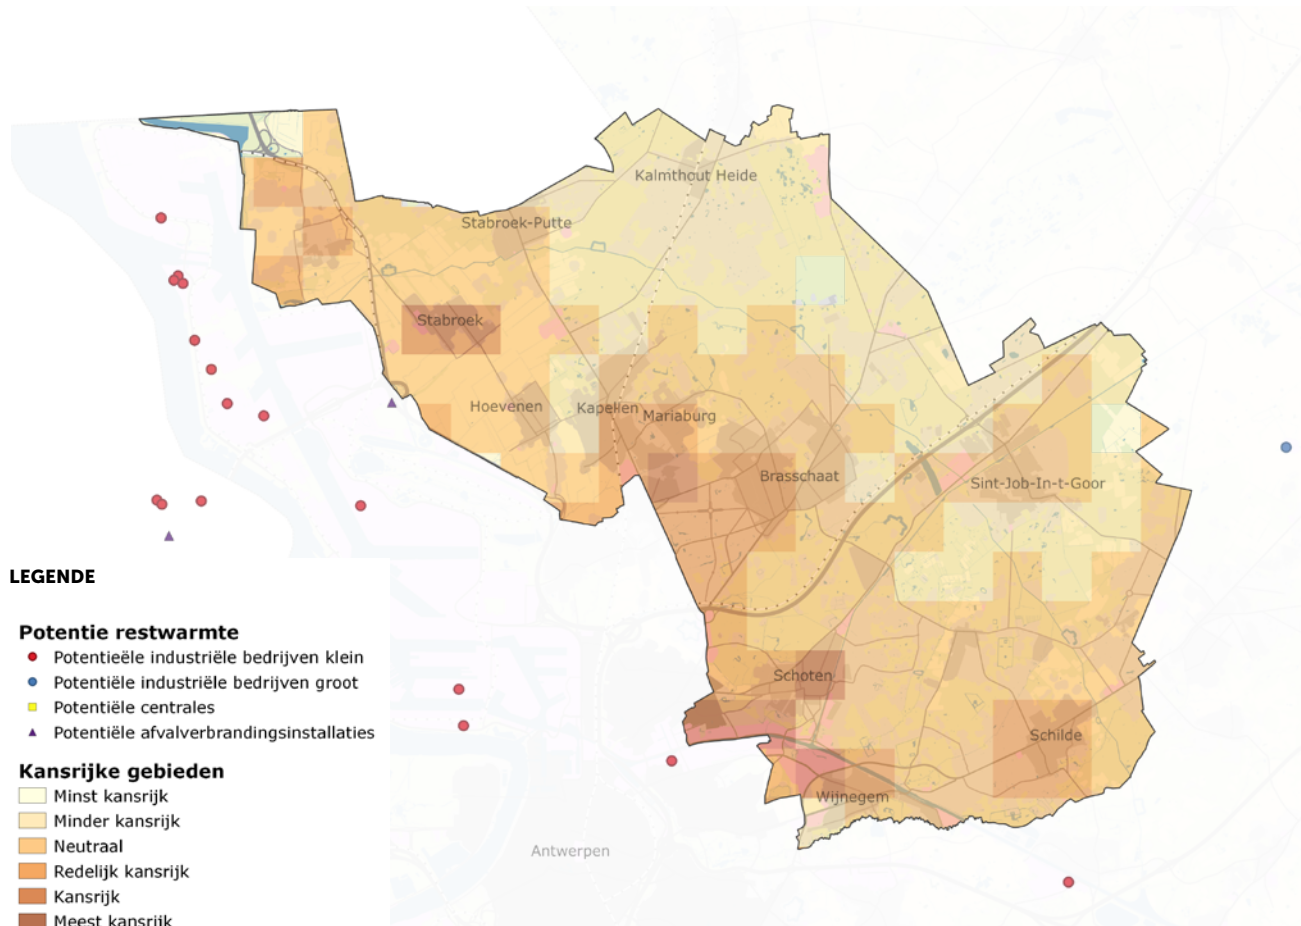 Kalmthout Heide
Stabroek-Putte
Stabroek
Hoevenen
Kapellen
Mariaburg
Brasschaat
Sint-Job-In-t-Goor
Schoten
Schilde
Wijnegem
Antwerpen
LEGENDE
Potentie restwarmte
Potentieële industriële bedrijven klein
Potentiële industriële bedrijven groot
Potentiële centrales
Potentiële afvalverbrandingsinstallaties
Kansrijke gebieden
Minst kansrijk
Minder kansrijk
Neutraal
Redelijk kansrijk
Kansrijk
Meest kansrijk